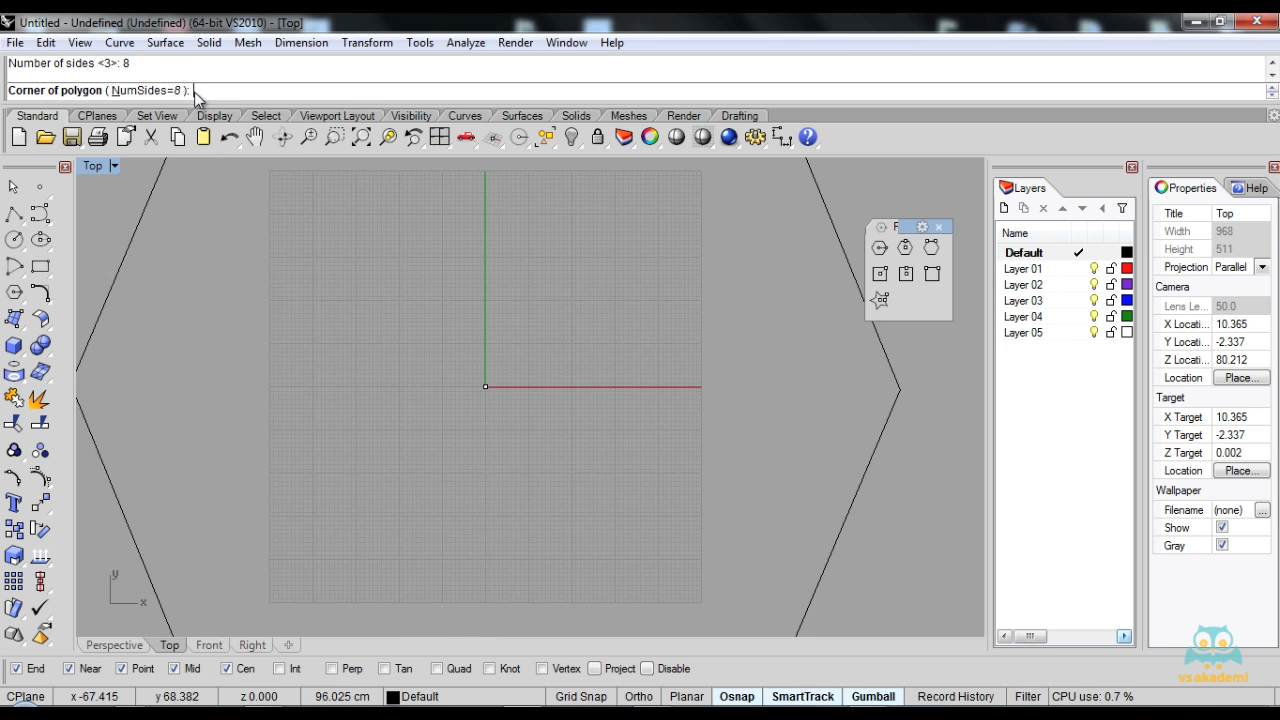 Untitled - Undefined (Undefined) (64-bit VS2010) - [Top]
File Edit View Curve Surface Solid Mesh Dimension Transform Tools Analyze Render Window Help
Number of sides <3>: 8
Corner of polygon ( NumSides=8 ):
Standard CPlanes Set View Display Select Viewport Layout Visibility Curves Surfaces Solids Meshes Render Drafting
Top
Layers
Name
Default
Layer 01
Layer 02
Layer 03
Layer 04
Layer 05
Properties Help
Title Top
Width 968
Height 511
Projection Parallel
Camera
Lens Le... 50.0
X Locati... 10.365
Y Locati... -2.337
Z Locati... 80.212
Location Place...
Target
X Target 10.365
Y Target -2.337
Z Target 0.002
Location Place...
Wallpaper
Filename (none) ...
Show
Gray
y
x
Perspective Top Front Right
End Near Point Mid Cen Int Perp Tan Quad Knot Vertex Project Disable
CPlane x -67.415 y 68.382 z 0.000 96.025 cm Default Grid Snap Ortho Planar Osnap SmartTrack Gumball Record History Filter CPU use: 0.7 %
vsakademi